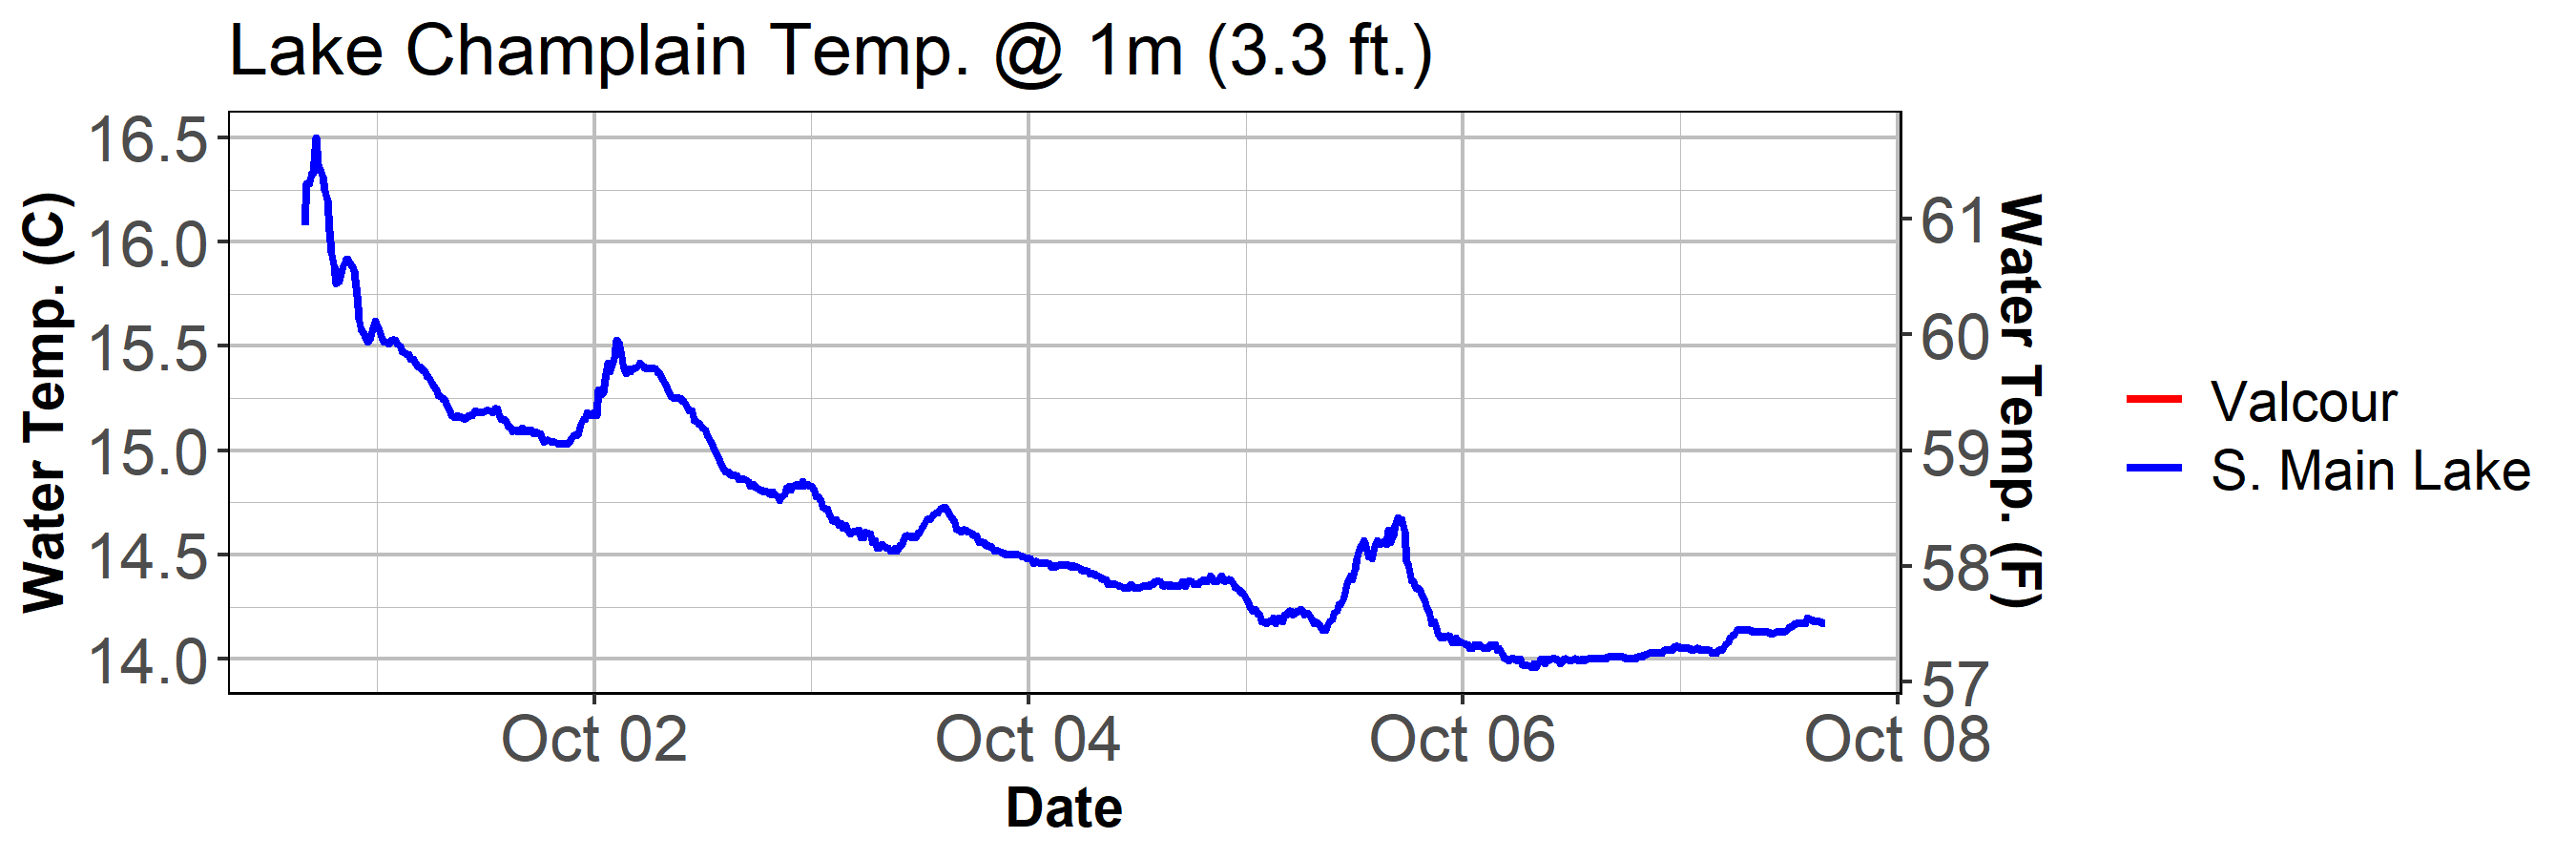 Lake Champlain Temp. @ 1m (3.3 ft.)
Water Temp. (C)
16.5
16.0
15.5
15.0
14.5
14.0
61
60
59
58
57
Water Temp. (F)
Oct 02
Oct 04
Oct 06
Oct 08
Date
Valcour
S. Main Lake